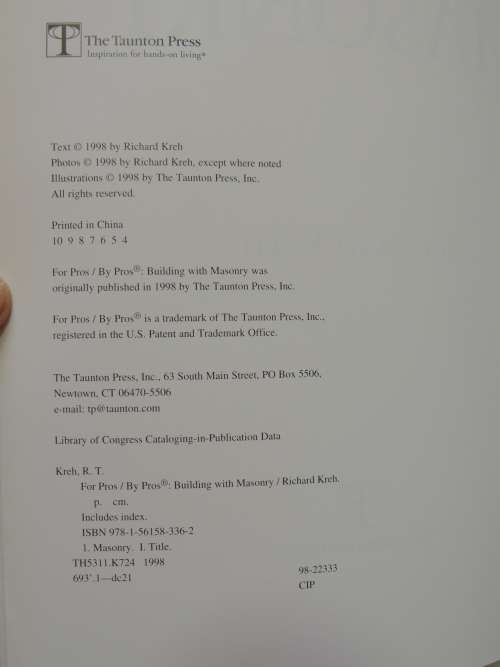 The Taunton Press
Inspiration for hands-on living®
Text © 1998 by Richard Kreh
Photos © 1998 by Richard Kreh, except where noted
Illustrations © 1998 by The Taunton Press, Inc.
All rights reserved.
Printed in China
10 9 8 7 6 5 4
For Pros / By Pros®: Building with Masonry was
originally published in 1998 by The Taunton Press, Inc.
For Pros / By Pros® is a trademark of The Taunton Press, Inc.,
registered in the U.S. Patent and Trademark Office.
The Taunton Press, Inc., 63 South Main Street, PO Box 5506,
Newtown, CT 06470-5506
e-mail: tp@taunton.com
Library of Congress Cataloging-in-Publication Data
Kreh, R. T.
For Pros / By Pros®: Building with Masonry / Richard Kreh.
p. cm.
Includes index.
ISBN 978-1-56158-336-2
1. Masonry. I. Title.
TH5311.K724 1998
693'.1—dc21
98-22333
CIP